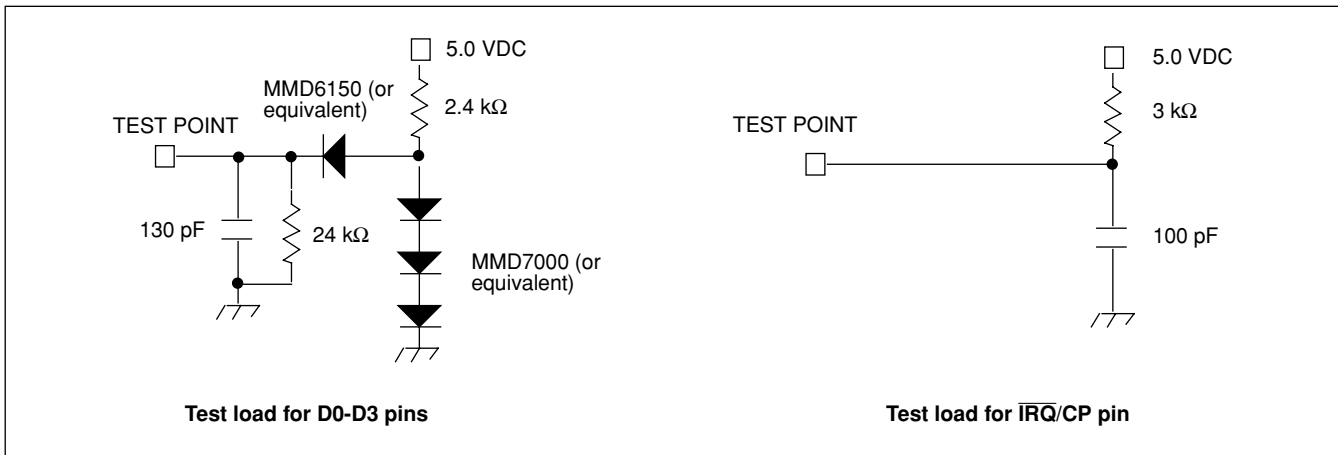 5.0 VDC
MMD6150 (or
equivalent)
2.4 kΩ
TEST POINT
130 pF
24 kΩ
MMD7000 (or
equivalent)
Test load for D0-D3 pins
5.0 VDC
3 kΩ
TEST POINT
100 pF
Test load for I̅R̅Q̅/CP pin